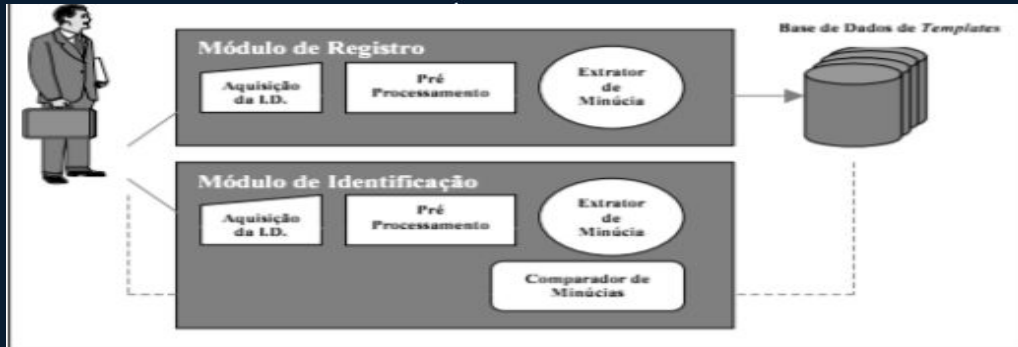 Módulo de Registro
Aquisição
da I.D.
Pré
Processamento
Extrator
de
Minúcia
Base de Dados de Templates
Módulo de Identificação
Aquisição
da I.D.
Pré
Processamento
Extrator
de
Minúcia
Comparador de
Minúcias